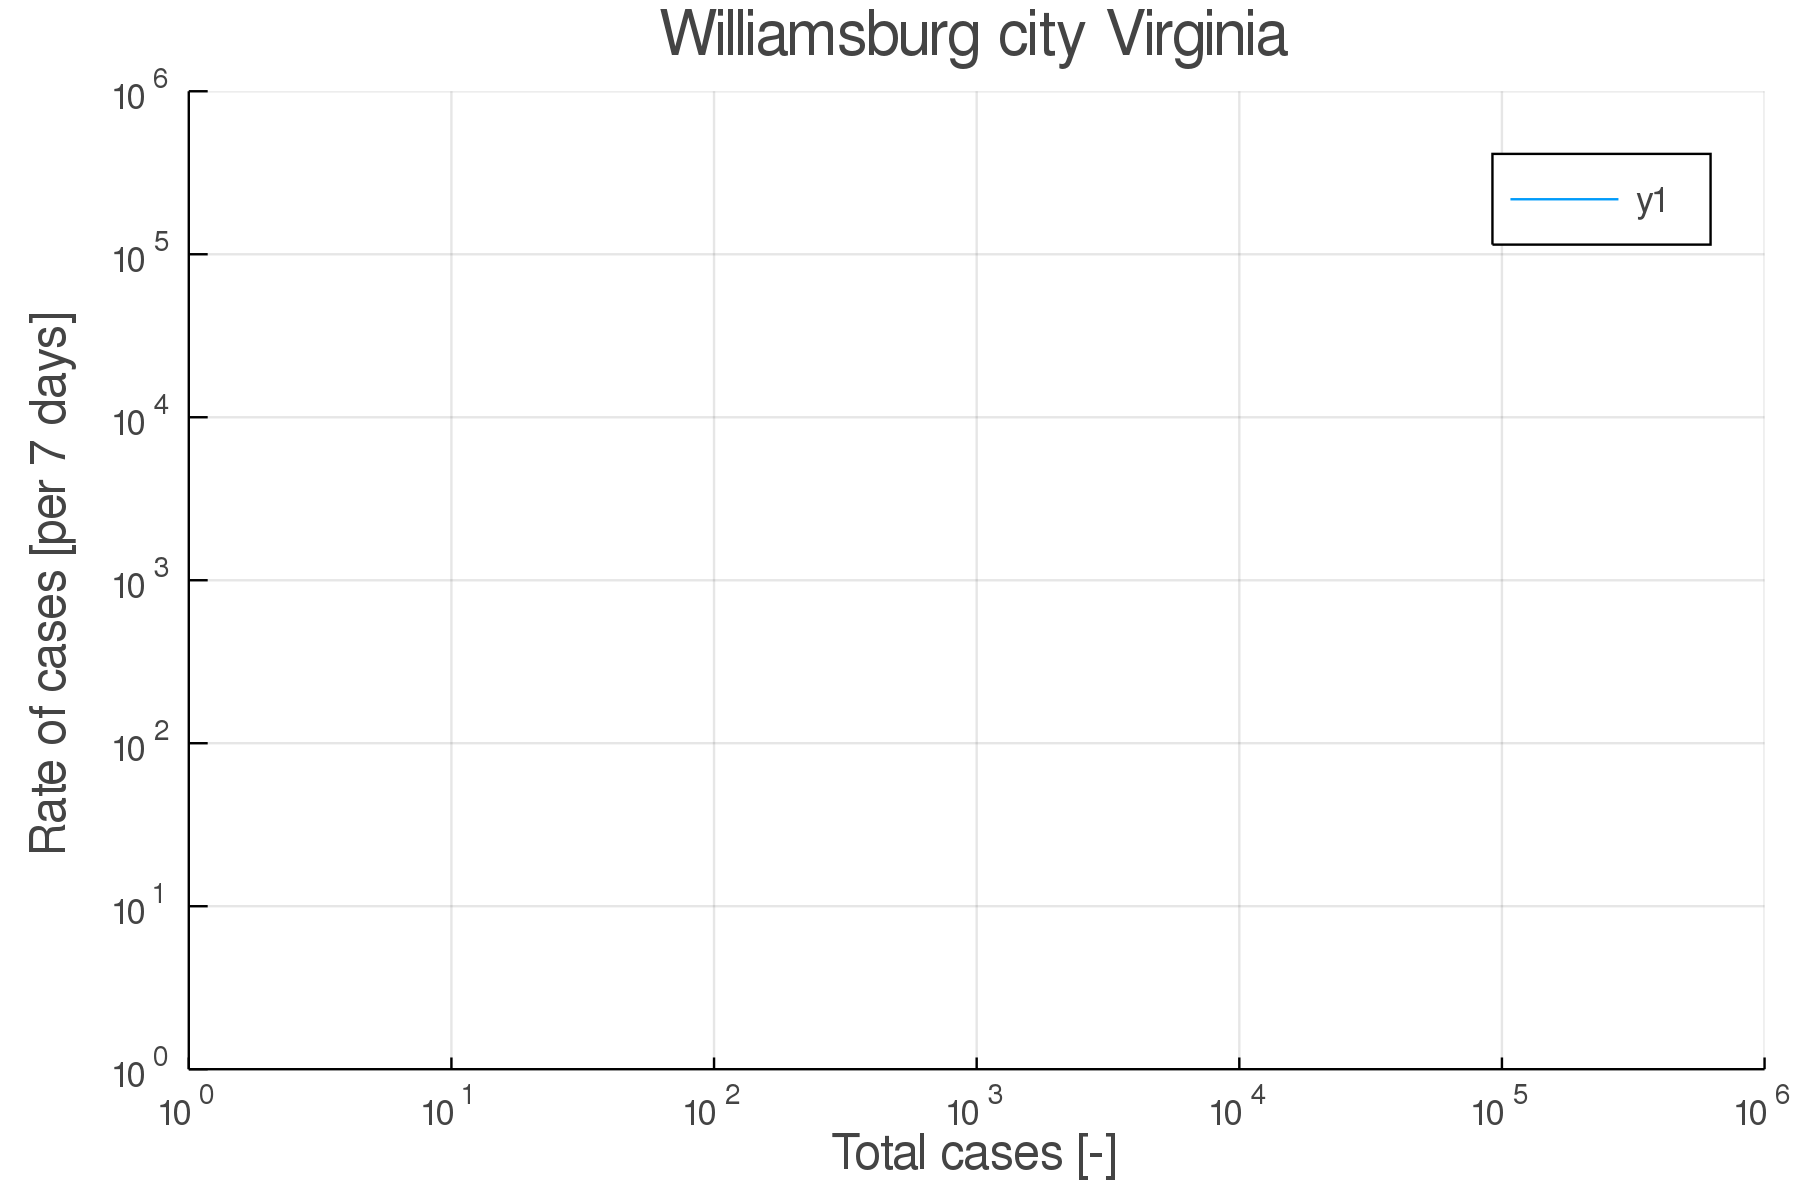 Williamsburg city Virginia
10^6
10^5
10^4
10^3
10^2
10^1
10^0
Rate of cases [per 7 days]
y1
10^0 10^1 10^2 10^3 10^4 10^5 10^6
Total cases [-]